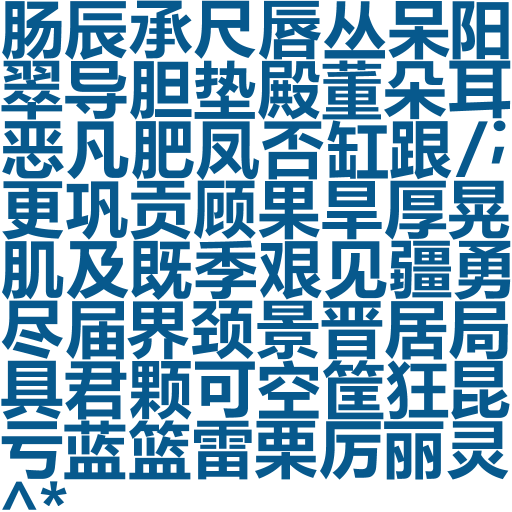 肠辰承尺唇丛呆阳
翠导胆垫殿董朵耳
恶凡肥凤否缸跟/;
更巩贡顾果旱厚晃
肌及既季艰见疆勇
尽届界颈景晋居局
具君颗可空筐狂昆
亏蓝篮雷栗厉丽灵
^*